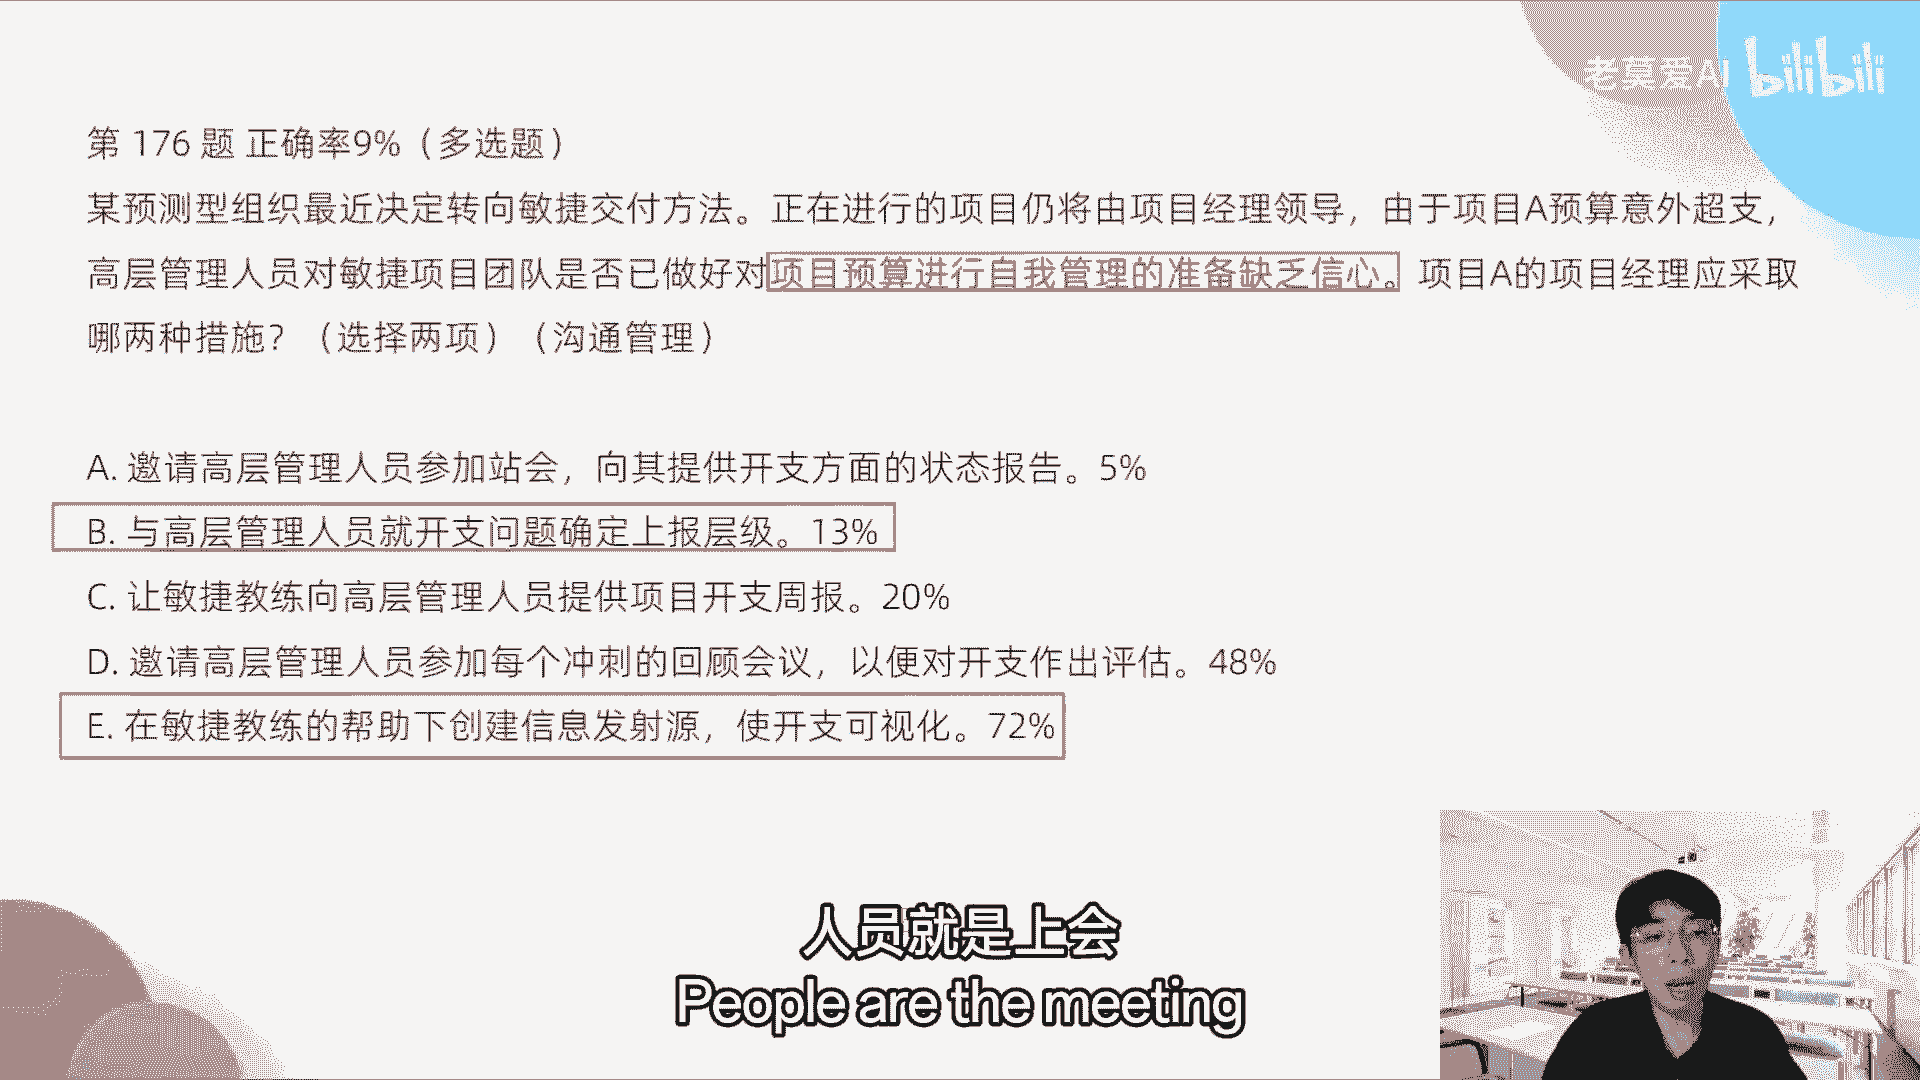 老莫爱AI bilibili
第 176 题 正确率9%（多选题）
某预测型组织最近决定转向敏捷交付方法。正在进行的项目仍将由项目经理领导，由于项目A预算意外超支，
高层管理人员对敏捷项目团队是否已做好对项目预算进行自我管理的准备缺乏信心。项目A的项目经理应采取
哪两种措施？（选择两项）（沟通管理）
A. 邀请高层管理人员参加站会，向其提供开支方面的状态报告。5%
B. 与高层管理人员就开支问题确定上报层级。13%
C. 让敏捷教练向高层管理人员提供项目开支周报。20%
D. 邀请高层管理人员参加每个冲刺的回顾会议，以便对开支作出评估。48%
E. 在敏捷教练的帮助下创建信息发射源，使开支可视化。72%
人员就是上会
People are the meeting